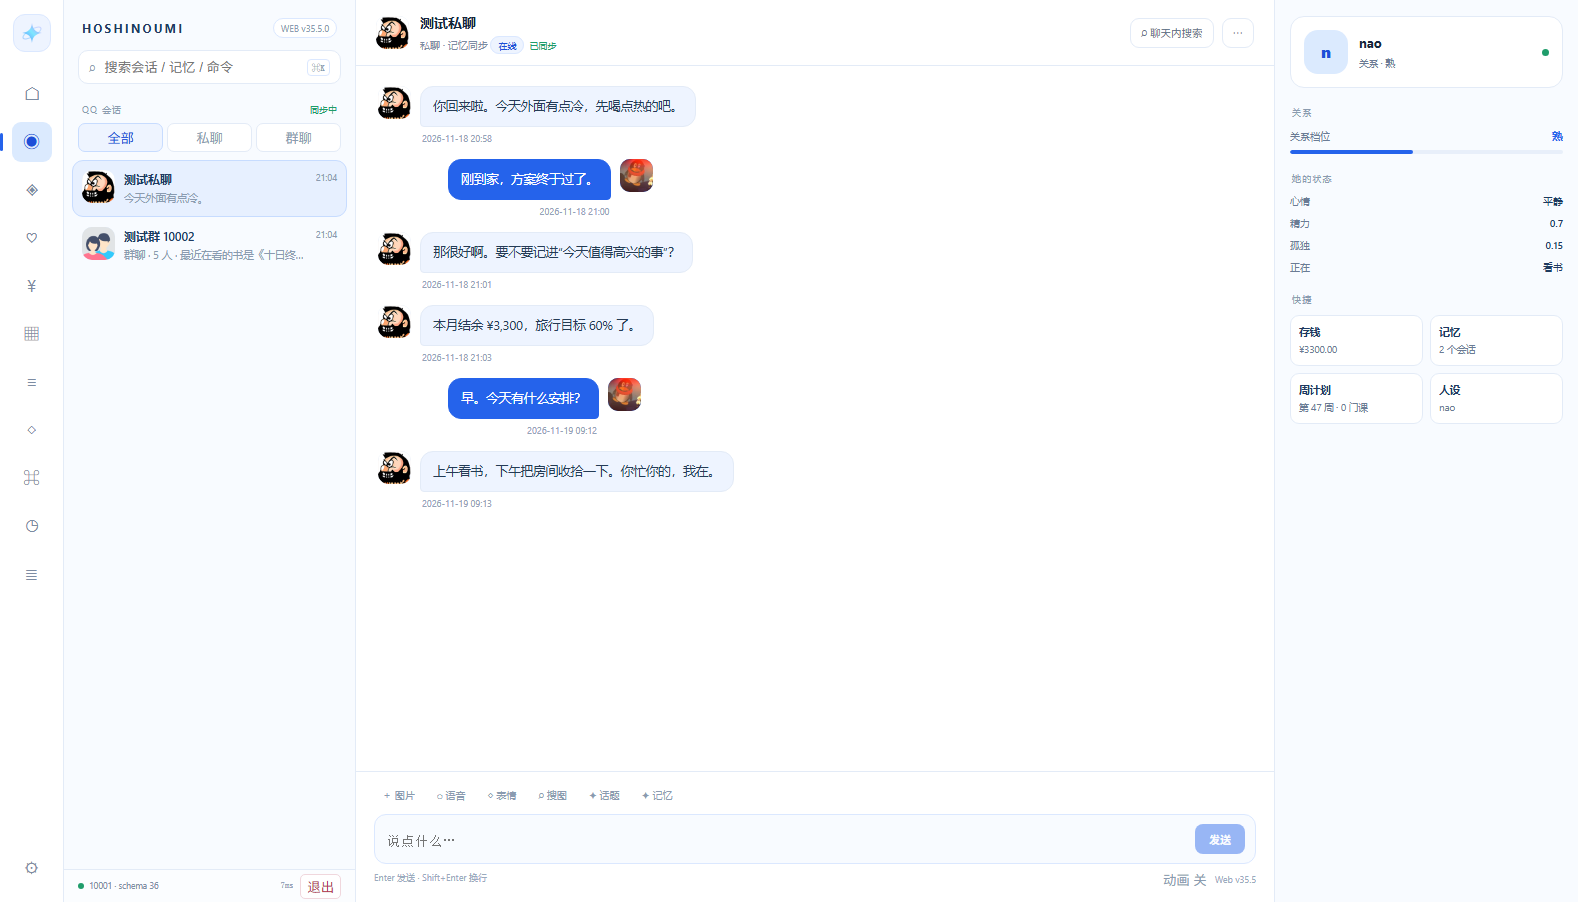 HOSHINOUMI
WEB v35.5.0
搜索会话 / 记忆 / 命令
⌘K
QQ 会话
同步中
全部
私聊
群聊
测试私聊
21:04
今天外面有点冷。
测试群 10002
21:04
群聊 · 5 人 · 最近在看的书是《十日终...
10001 · schema 36
7ms
退出
测试私聊
私聊 · 记忆同步
在线
已同步
聊天内搜索
···
你回来啦。今天外面有点冷，先喝点热的吧。
2026-11-18 20:58
刚到家，方案终于过了。
2026-11-18 21:00
那很好啊。要不要记进“今天值得高兴的事”？
2026-11-18 21:01
本月结余 ¥3,300，旅行目标 60% 了。
2026-11-18 21:03
早。今天有什么安排？
2026-11-19 09:12
上午看书，下午把房间收拾一下。你忙你的，我在。
2026-11-19 09:13
+ 图片
○ 语音
⋄ 表情
⌕ 搜图
✦ 话题
✦ 记忆
说点什么…
发送
Enter 发送 · Shift+Enter 换行
动画 关
Web v35.5
n
nao
关系 · 熟
关系
关系档位
熟
她的状态
心情
平静
精力
0.7
孤独
0.15
正在
看书
快捷
存钱
¥3300.00
记忆
2 个会话
周计划
第 47 周 · 0 门课
人设
nao
¥